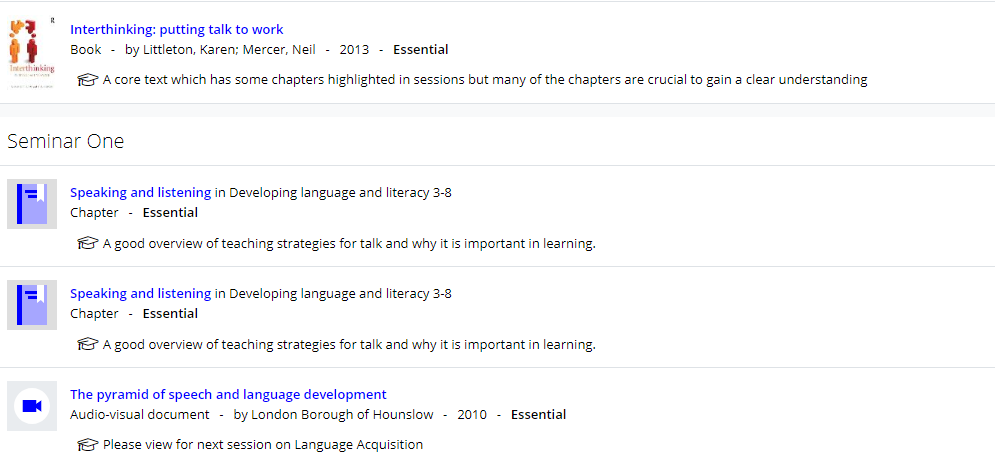 R
Interthinking: putting talk to work
Book - by Littleton, Karen; Mercer, Neil - 2013 - Essential
Interthinking
A core text which has some chapters highlighted in sessions but many of the chapters are crucial to gain a clear understanding
Seminar One
Speaking and listening in Developing language and literacy 3-8
Chapter - Essential
A good overview of teaching strategies for talk and why it is important in learning.
Speaking and listening in Developing language and literacy 3-8
Chapter - Essential
A good overview of teaching strategies for talk and why it is important in learning.
The pyramid of speech and language development
Audio-visual document - by London Borough of Hounslow - 2010 - Essential
Please view for next session on Language Acquisition